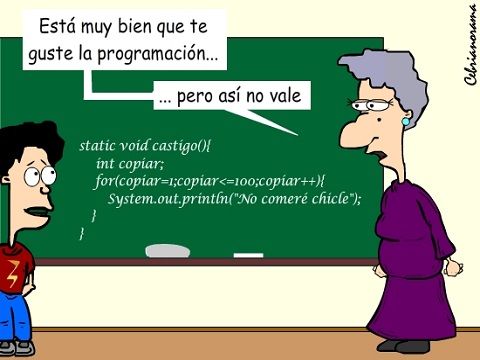 Está muy bien que te
guste la programación...
... pero así no vale
static void castigo(){
int copiar;
for(copiar=1;copiar<=100;copiar++){
System.out.println("No comeré chicle");
}
}
Cebrianorama